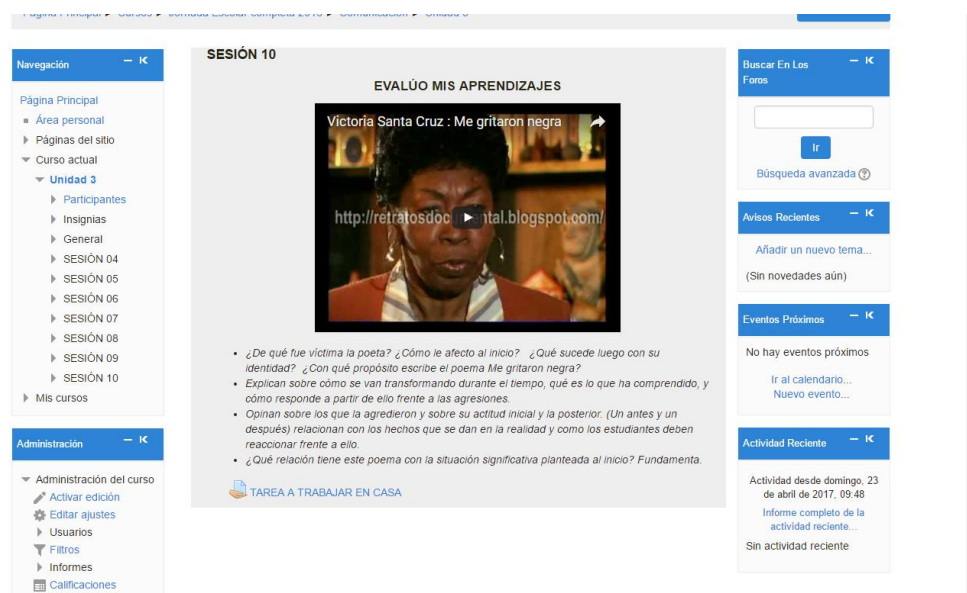 Página Principal ► Cursos ► Jornada Escolar completa 2016 ► Comunicación ► Unidad 3
Navegación
Página Principal
Área personal
Páginas del sitio
Curso actual
Unidad 3
Participantes
Insignias
General
SESIÓN 04
SESIÓN 05
SESIÓN 06
SESIÓN 07
SESIÓN 08
SESIÓN 09
SESIÓN 10
Mis cursos
Administración
Administración del curso
Activar edición
Editar ajustes
Usuarios
Filtros
Informes
Calificaciones
SESIÓN 10
EVALÚO MIS APRENDIZAJES
Victoria Santa Cruz : Me gritaron negra
http://retratosdoc ntal.blogspot.com/
• ¿De qué fue víctima la poeta? ¿Cómo le afecto al inicio? ¿Qué sucede luego con su
identidad? ¿Con qué propósito escribe el poema Me gritaron negra?
• Explican sobre cómo se van transformando durante el tiempo, qué es lo que ha comprendido, y
cómo responde a partir de ello frente a las agresiones.
• Opinan sobre los que la agredieron y sobre su actitud inicial y la posterior. (Un antes y un
después) relacionan con los hechos que se dan en la realidad y como los estudiantes deben
reaccionar frente a ello.
• ¿Qué relación tiene este poema con la situación significativa planteada al inicio? Fundamenta.
TAREA A TRABAJAR EN CASA
Buscar En Los
Foros
Ir
Búsqueda avanzada
Avisos Recientes
Añadir un nuevo tema...
(Sin novedades aún)
Eventos Próximos
No hay eventos próximos
Ir al calendario...
Nuevo evento...
Actividad Reciente
Actividad desde domingo, 23
de abril de 2017, 09:48
Informe completo de la
actividad reciente...
Sin actividad reciente